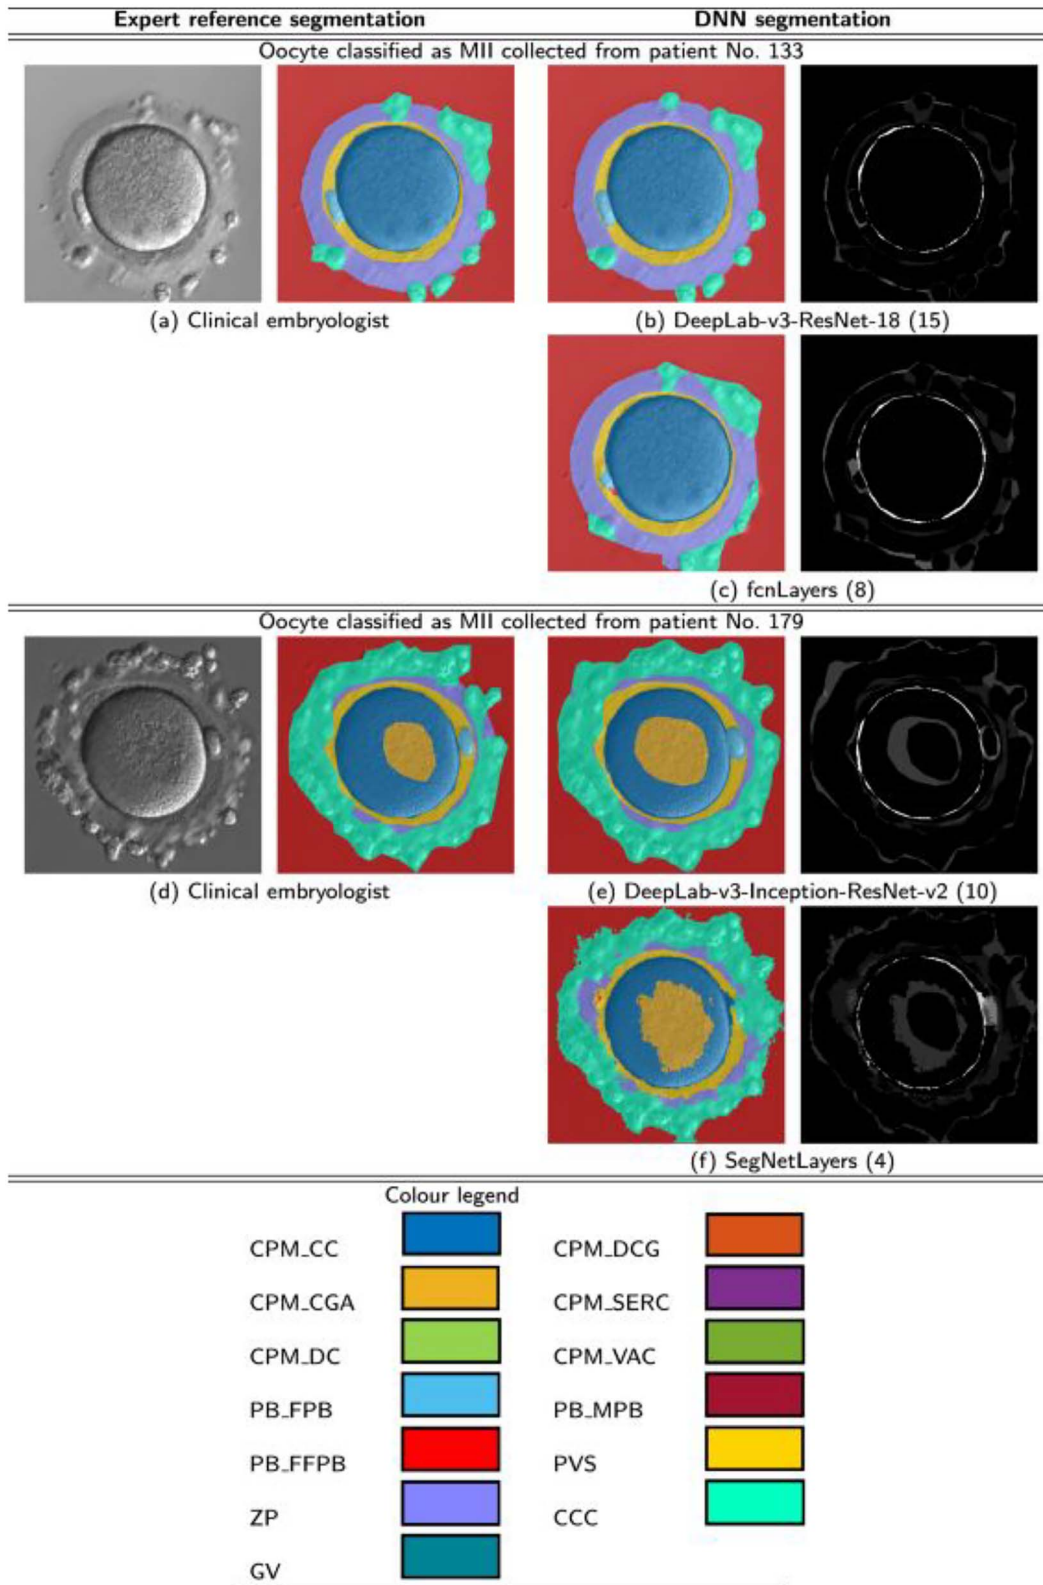 Expert reference segmentation DNN segmentation
Oocyte classified as MII collected from patient No. 133
(a) Clinical embryologist (b) DeepLab-v3-ResNet-18 (15)
(c) fcnLayers (8)
Oocyte classified as MII collected from patient No. 179
(d) Clinical embryologist (e) DeepLab-v3-Inception-ResNet-v2 (10)
(f) SegNetLayers (4)
Colour legend
CPM_CC CPM_DCG
CPM_CGA CPM_SERC
CPM_DC CPM_VAC
PB_FPB PB_MPB
PB_FFPB PVS
ZP CCC
GV